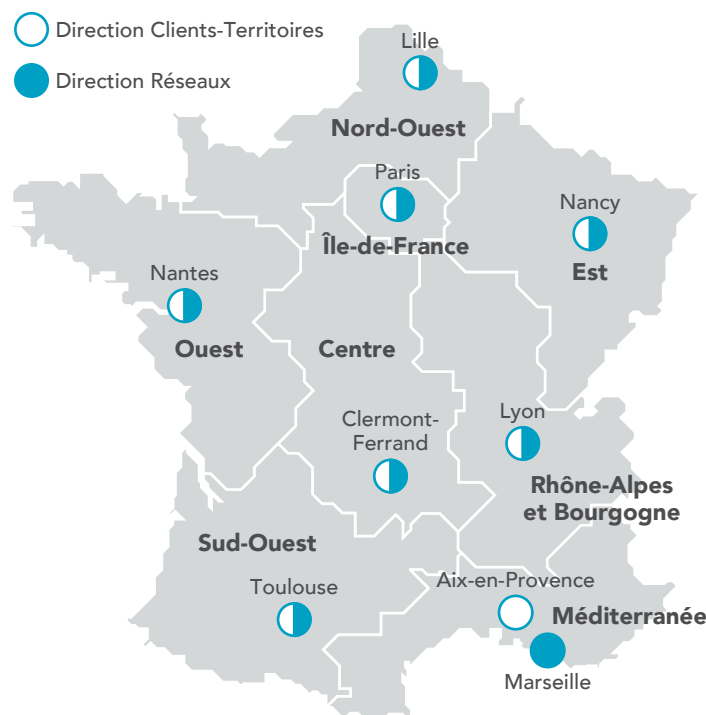 Direction Clients-Territoires
Direction Réseaux
Lille
Nord-Ouest
Paris
Île-de-France
Nancy
Est
Nantes
Ouest
Centre
Clermont-
Ferrand
Lyon
Rhône-Alpes
et Bourgogne
Sud-Ouest
Toulouse
Aix-en-Provence
Méditerranée
Marseille